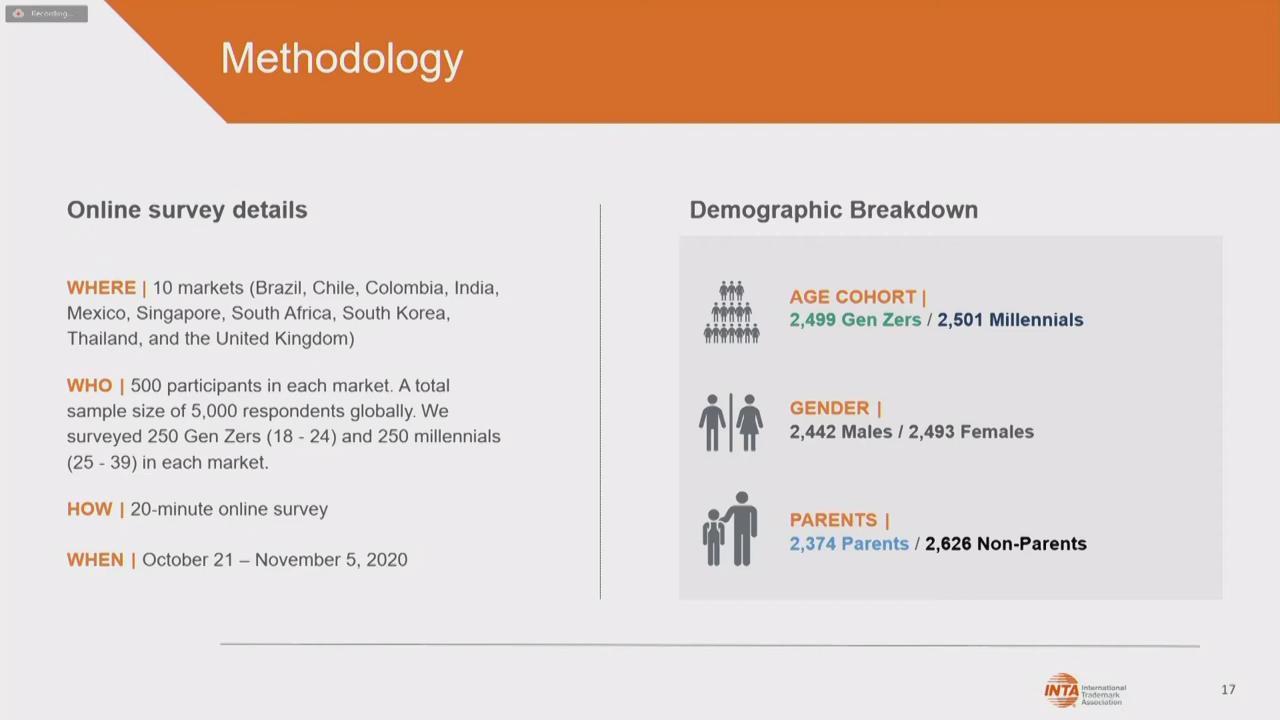 Recording...
Methodology
Online survey details
WHERE | 10 markets (Brazil, Chile, Colombia, India,
Mexico, Singapore, South Africa, South Korea,
Thailand, and the United Kingdom)
WHO | 500 participants in each market. A total
sample size of 5,000 respondents globally. We
surveyed 250 Gen Zers (18 - 24) and 250 millennials
(25 - 39) in each market.
HOW | 20-minute online survey
WHEN | October 21 – November 5, 2020
Demographic Breakdown
AGE COHORT |
2,499 Gen Zers / 2,501 Millennials
GENDER |
2,442 Males / 2,493 Females
PARENTS |
2,374 Parents / 2,626 Non-Parents
INTA
International
Trademark
Association
17